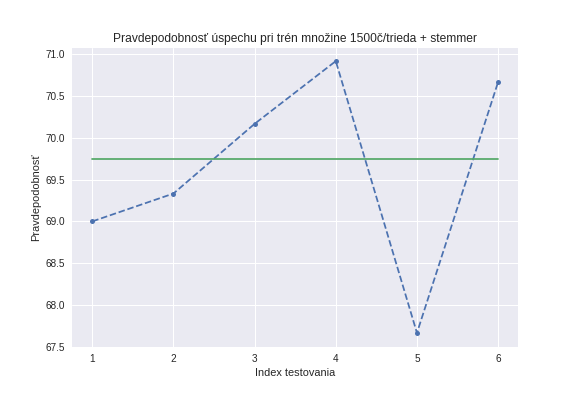 Pravdepodobnosť úspechu pri trén množine 1500č/trieda + stemmer
71.0
70.5
70.0
69.5
69.0
68.5
68.0
67.5
Pravdepodobnosť
1 2 3 4 5 6
Index testovania